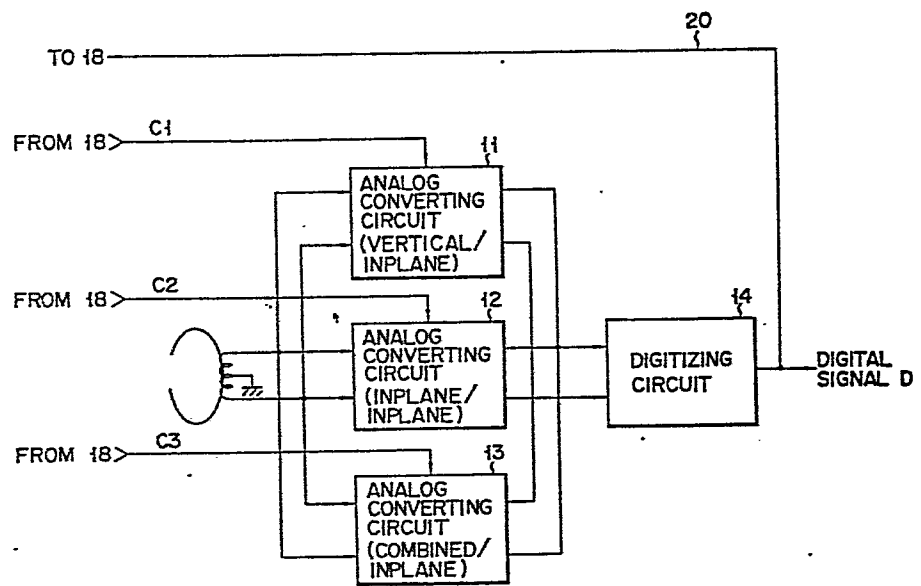 20
TO 18
FROM 18 C1
11
ANALOG
CONVERTING
CIRCUIT
(VERTICAL/
INPLANE)
FROM 18 C2
12
ANALOG
CONVERTING
CIRCUIT
(INPLANE/
INPLANE)
14
DIGITIZING
CIRCUIT
DIGITAL
SIGNAL D
FROM 18 C3
13
ANALOG
CONVERTING
CIRCUIT
(COMBINED/
INPLANE)